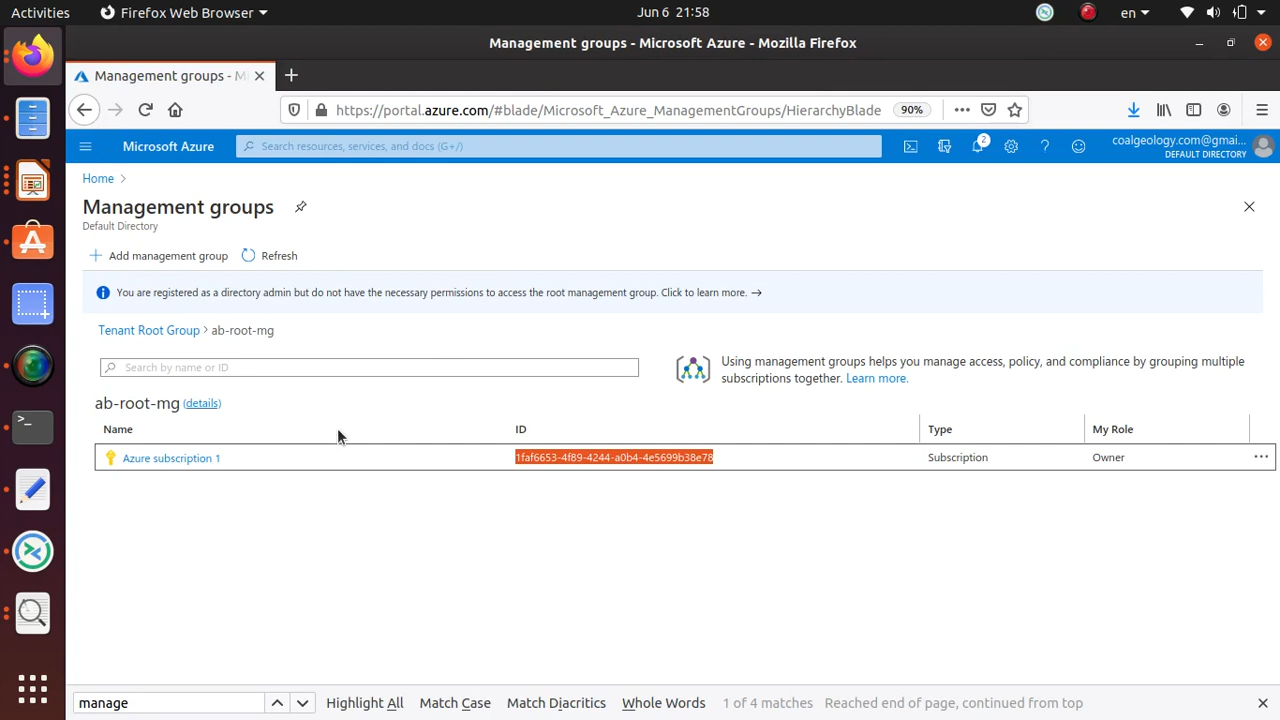 Activities
Firefox Web Browser
Jun 6 21:58
en
Management groups - Microsoft Azure - Mozilla Firefox
Management groups - M
https://portal.azure.com/#blade/Microsoft_Azure_ManagementGroups/HierarchyBlade
90%
Microsoft Azure
Search resources, services, and docs (G+/)
2
coalgeology.com@gmai...
DEFAULT DIRECTORY
Home
Management groups
Default Directory
Add management group
Refresh
You are registered as a directory admin but do not have the necessary permissions to access the root management group. Click to learn more. →
Tenant Root Group > ab-root-mg
Search by name or ID
Using management groups helps you manage access, policy, and compliance by grouping multiple
subscriptions together. Learn more.
ab-root-mg (details)
Name
ID
Type
My Role
Azure subscription 1
1faf6653-4f89-4244-a0b4-4e5699b38e78
Subscription
Owner
manage
Highlight All
Match Case
Match Diacritics
Whole Words
1 of 4 matches
Reached end of page, continued from top